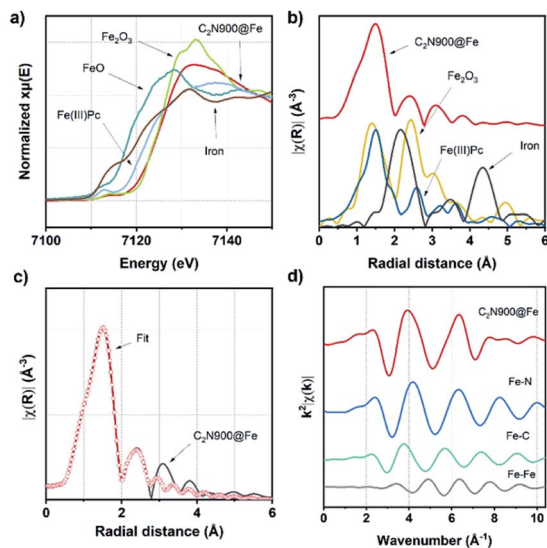 a)
Fe₂O₃
C₂N900@Fe
FeO
Fe(III)Pc
Iron
Normalized xμ(E)
7100 7120 7140
Energy (eV)
b)
C₂N900@Fe
Fe₂O₃
Iron
Fe(III)Pc
|χ(R)| (Å⁻³)
0 1 2 3 4 5 6
Radial distance (Å)
c)
Fit
C₂N900@Fe
|χ(R)| (Å⁻³)
0 2 4 6
Radial distance (Å)
d)
C₂N900@Fe
Fe-N
Fe-C
Fe-Fe
k²|χ(k)|
0 2 4 6 8 10
Wavenumber (Å⁻¹)